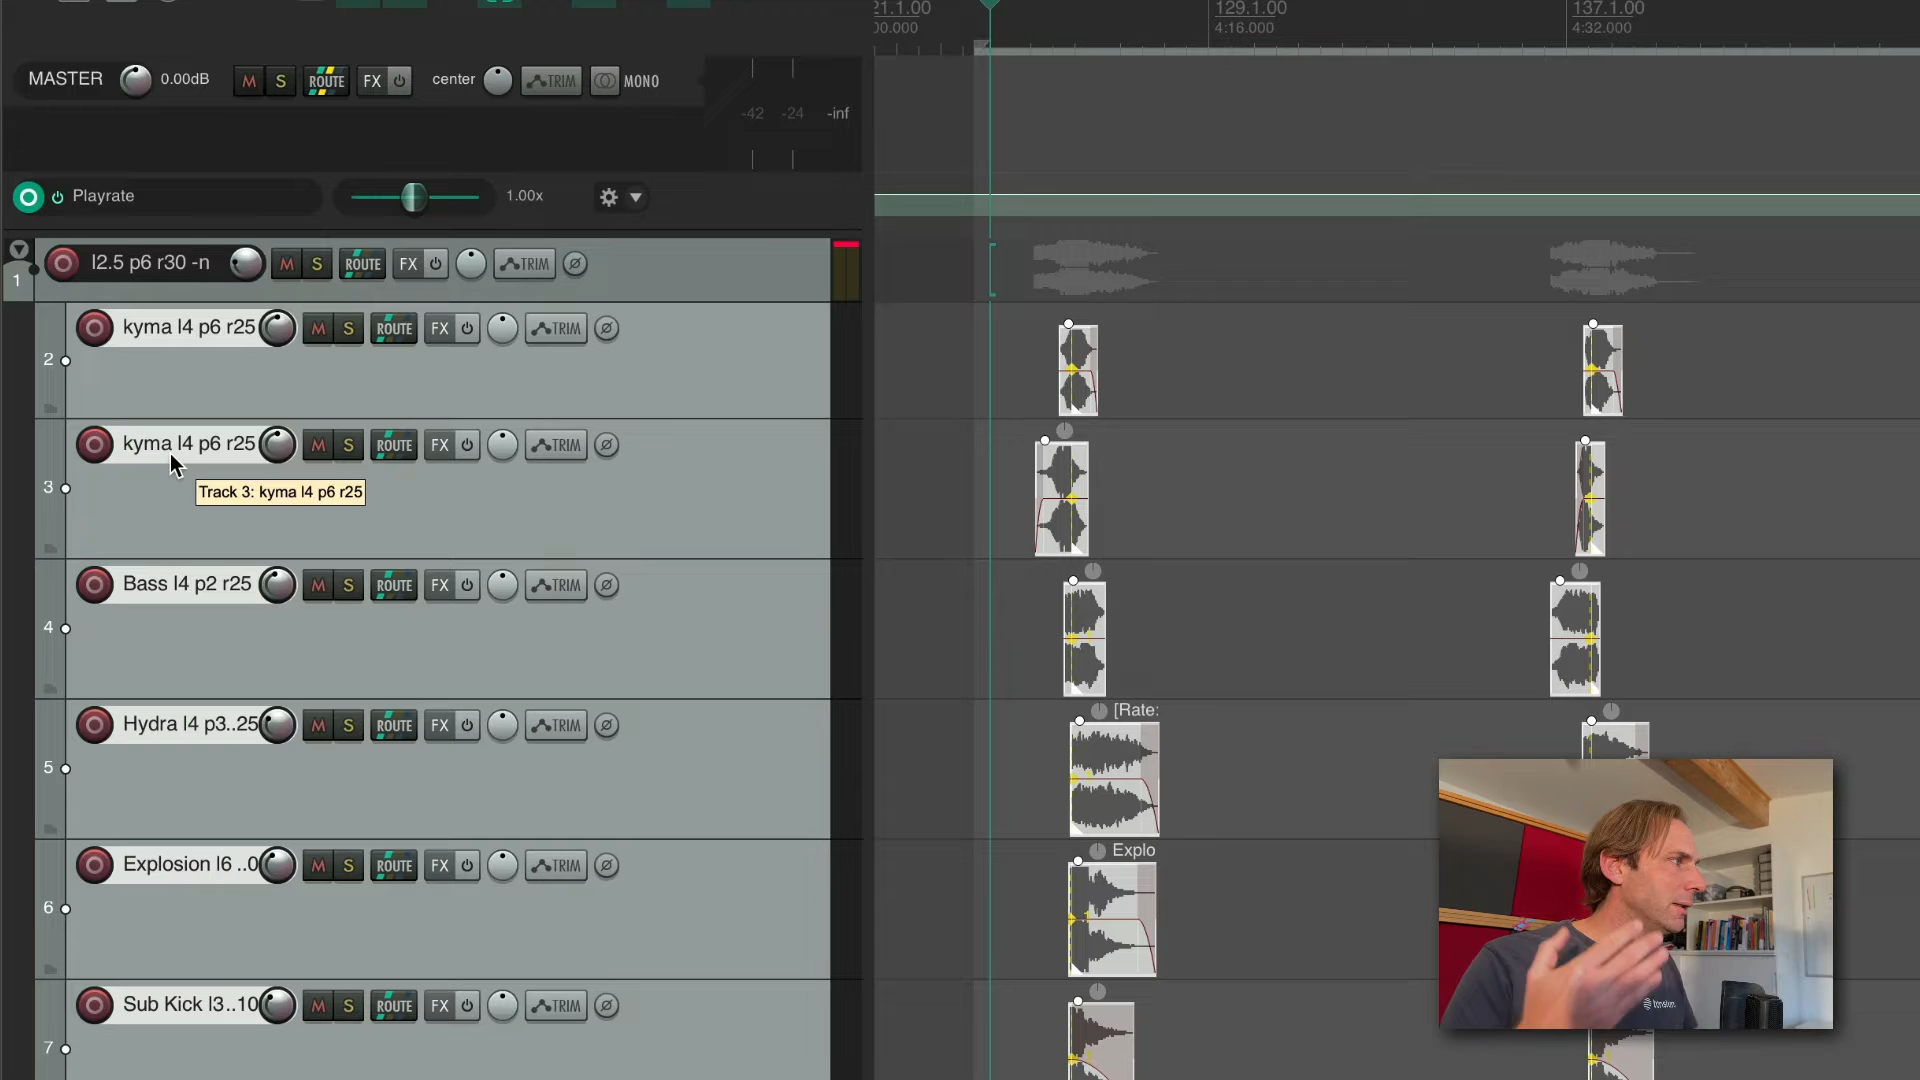 21.1.00 129.1.00 137.1.00
00.000 4:16.000 4:32.000
MASTER 0.00dB M S ROUTE FX center TRIM MONO
-42 -24 -inf
Playrate 1.00x
1 l2.5 p6 r30 -n M S ROUTE FX TRIM
2 kyma l4 p6 r25 M S ROUTE FX TRIM
3 kyma l4 p6 r25 M S ROUTE FX TRIM
Track 3: kyma l4 p6 r25
4 Bass l4 p2 r25 M S ROUTE FX TRIM
5 Hydra l4 p3..25 M S ROUTE FX TRIM
[Rate:
6 Explosion l6 ..0 M S ROUTE FX TRIM
Explo
7 Sub Kick l3..10 M S ROUTE FX TRIM